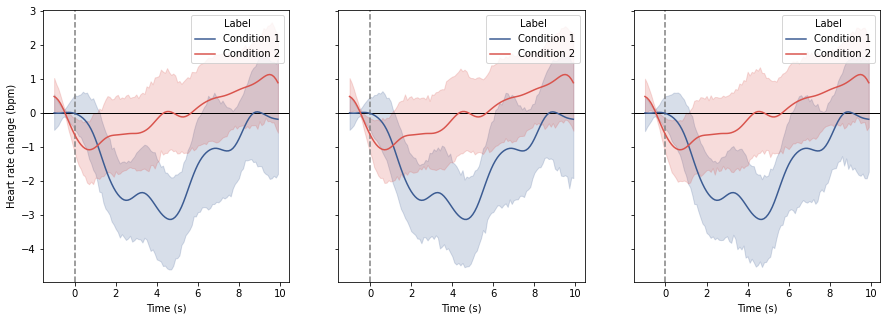 Heart rate change (bpm)
3
2
1
0
−1
−2
−3
−4
Label
Condition 1
Condition 2
0 2 4 6 8 10
Time (s)
Label
Condition 1
Condition 2
0 2 4 6 8 10
Time (s)
Label
Condition 1
Condition 2
0 2 4 6 8 10
Time (s)